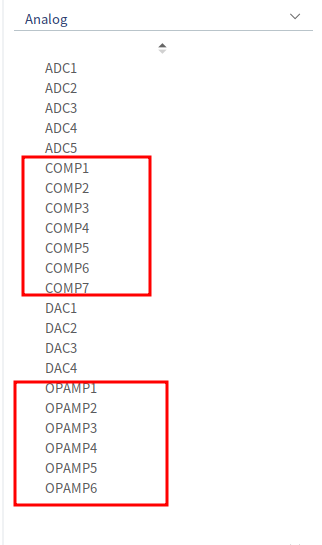 Analog
ADC1
ADC2
ADC3
ADC4
ADC5
COMP1
COMP2
COMP3
COMP4
COMP5
COMP6
COMP7
DAC1
DAC2
DAC3
DAC4
OPAMP1
OPAMP2
OPAMP3
OPAMP4
OPAMP5
OPAMP6